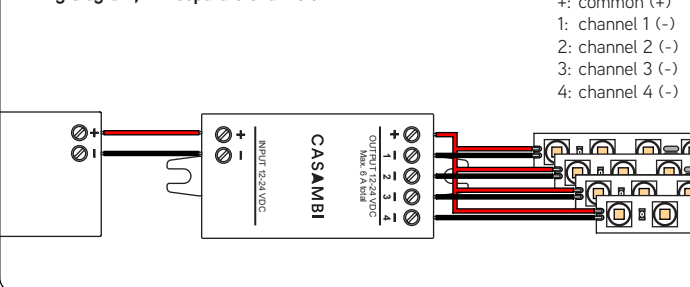 +: common (+)
1: channel 1 (-)
2: channel 2 (-)
3: channel 3 (-)
4: channel 4 (-)
+
-
+
-
INPUT 12-24 VDC
CASAMBI
OUTPUT 12-24 VDC
Max. 6 A total
+
1 -
2 -
3 -
4 -